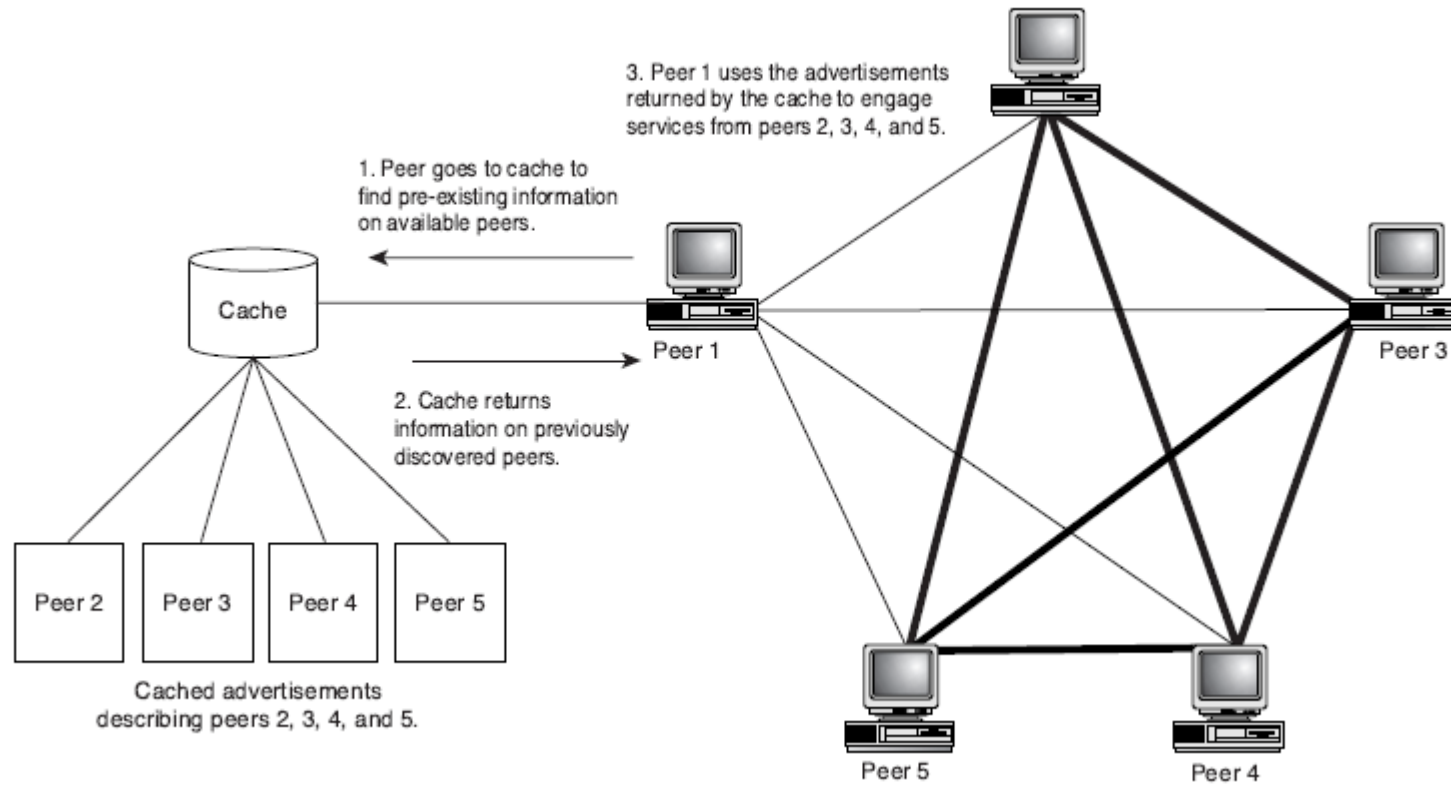 3. Peer 1 uses the advertisements
returned by the cache to engage
services from peers 2, 3, 4, and 5.
1. Peer goes to cache to
find pre-existing information
on available peers.
Cache
Peer 1
Peer 3
2. Cache returns
information on previously
discovered peers.
Peer 2
Peer 3
Peer 4
Peer 5
Cached advertisements
describing peers 2, 3, 4, and 5.
Peer 5
Peer 4